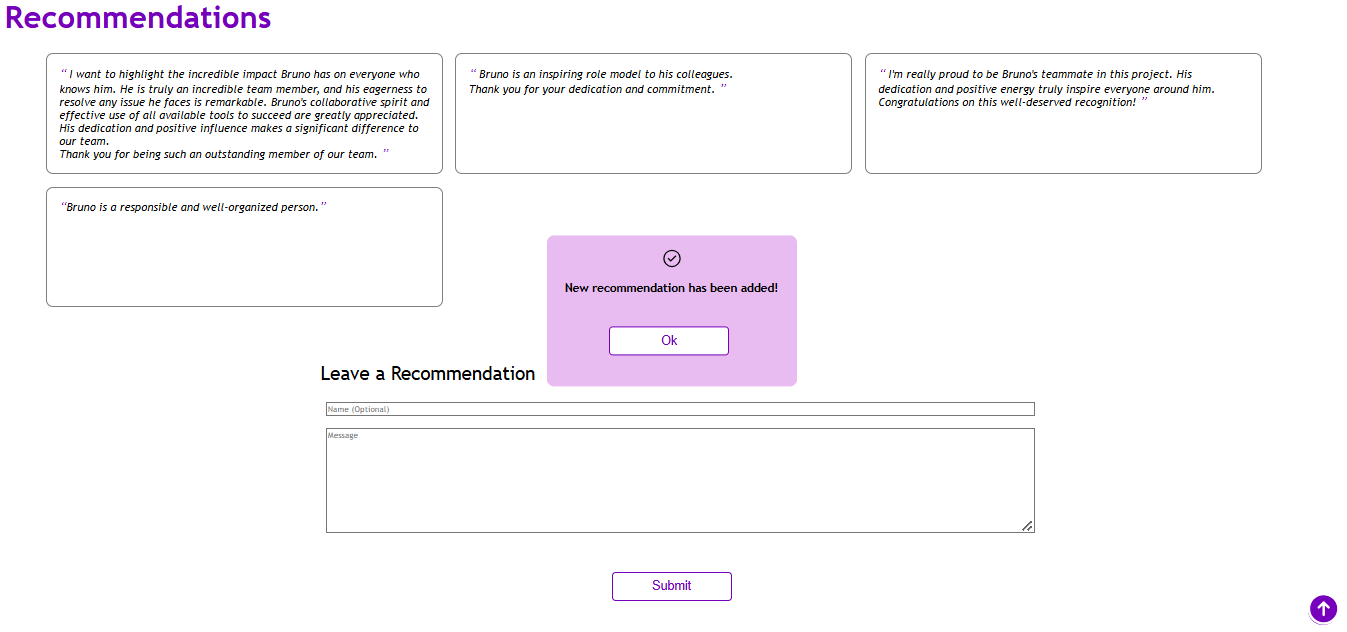 Recommendations
“ I want to highlight the incredible impact Bruno has on everyone who
knows him. He is truly an incredible team member, and his eagerness to
resolve any issue he faces is remarkable. Bruno's collaborative spirit and
effective use of all available tools to succeed are greatly appreciated.
His dedication and positive influence makes a significant difference to
our team.
Thank you for being such an outstanding member of our team. ”
“ Bruno is an inspiring role model to his colleagues.
Thank you for your dedication and commitment. ”
“ I'm really proud to be Bruno's teammate in this project. His
dedication and positive energy truly inspire everyone around him.
Congratulations on this well-deserved recognition! ”
“Bruno is a responsible and well-organized person.”
New recommendation has been added!
Ok
Leave a Recommendation
Name (Optional)
Message
Submit